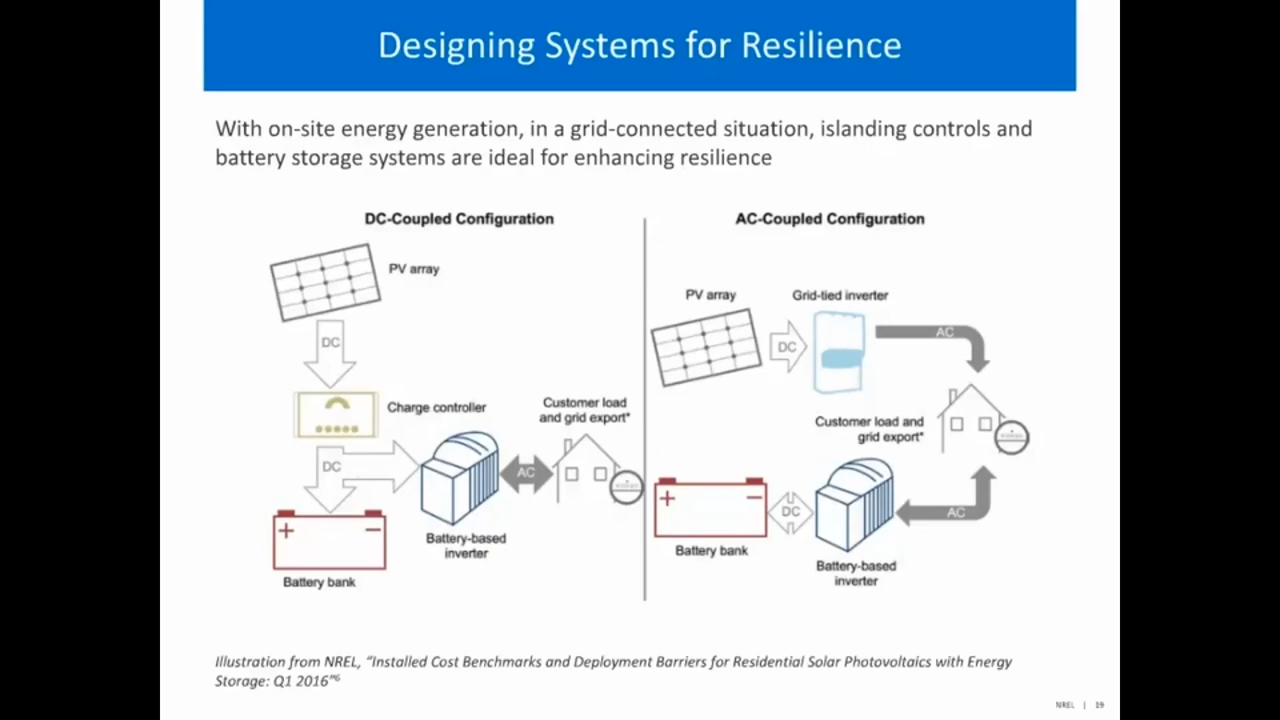 Designing Systems for Resilience
With on-site energy generation, in a grid-connected situation, islanding controls and
battery storage systems are ideal for enhancing resilience
DC-Coupled Configuration
PV array
DC
Charge controller
DC
+ −
Battery bank
Battery-based
inverter
AC
Customer load
and grid export*
AC-Coupled Configuration
PV array
DC
Grid-tied inverter
AC
Customer load and
grid export*
+ −
Battery bank
DC
Battery-based
inverter
AC
Illustration from NREL, “Installed Cost Benchmarks and Deployment Barriers for Residential Solar Photovoltaics with Energy
Storage: Q1 2016”⁶
NREL | 19